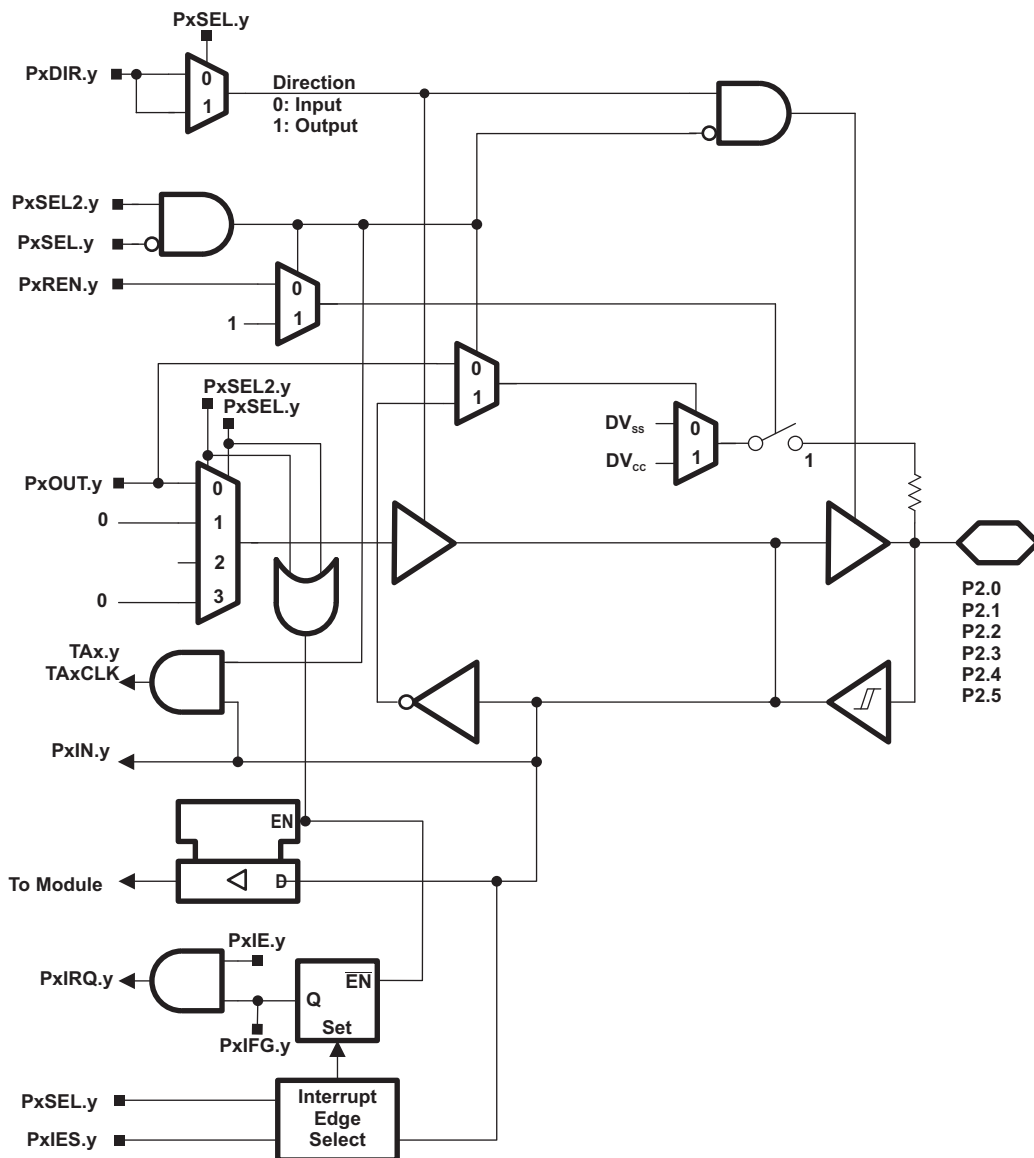 PxSEL.y
PxDIR.y
0
1
Direction
0: Input
1: Output
PxSEL2.y
PxSEL.y
PxREN.y
0
1
1
0
1
PxSEL2.y
PxSEL.y
DVSS
0
DVCC
1
1
PxOUT.y
0
0
1
2
0
3
P2.0
P2.1
P2.2
P2.3
P2.4
P2.5
TAx.y
TAxCLK
PxIN.y
EN
To Module
D
PxIE.y
PxIRQ.y
EN
Q
Set
PxIFG.y
PxSEL.y
PxIES.y
Interrupt
Edge
Select